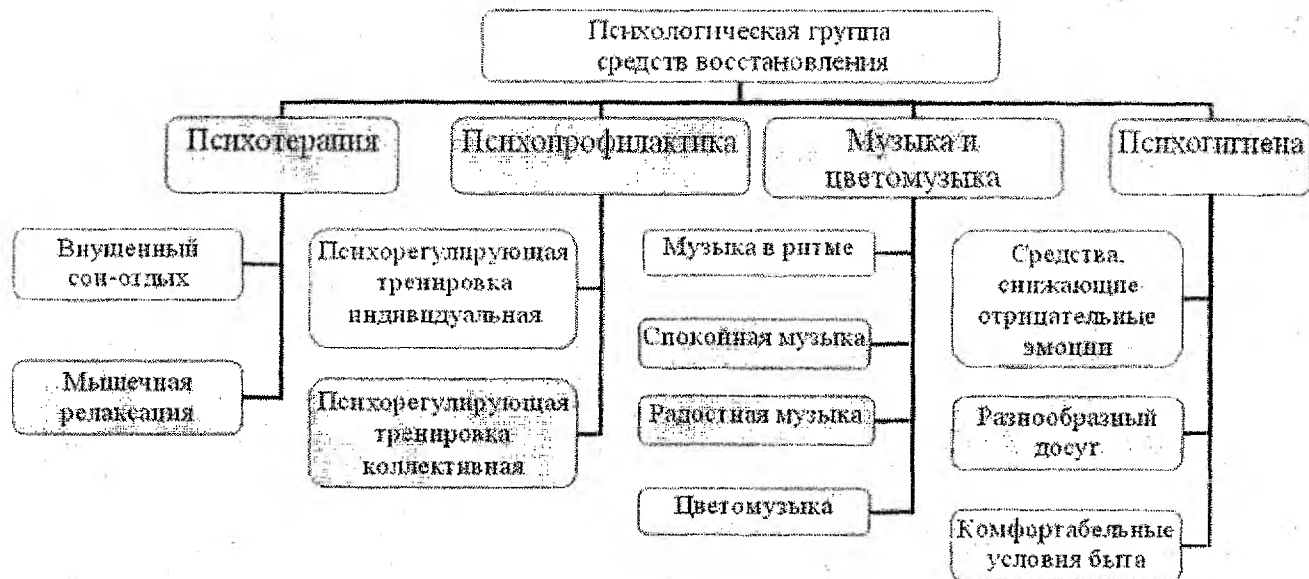 Психологическая группа
средств восстановления
Психотерапия
Психопрофилактика
Музыка и
цветомузыка
Психогигиена
Внушенный
сон-отдых
Мышечная
релаксация
Психорегулирующая
тренировка
индивидуальная
Психорегулирующая
тренировка
коллективная
Музыка в ритме
Спокойная музыка
Радостная музыка
Цветомузыка
Средства,
снижающие
отрицательные
эмоции
Разнообразный
досуг
Комфортабельные
условия быта